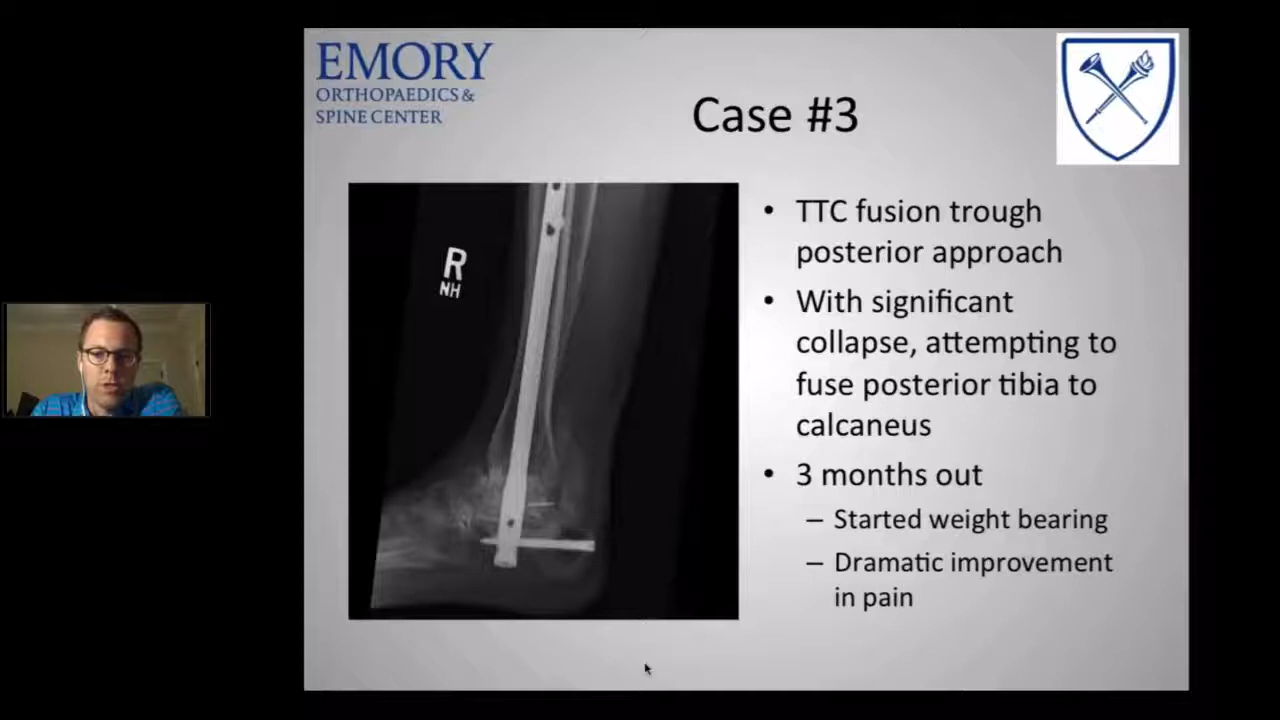 EMORY
ORTHOPAEDICS &
SPINE CENTER
Case #3
R
NH
• TTC fusion trough
posterior approach
• With significant
collapse, attempting to
fuse posterior tibia to
calcaneus
• 3 months out
– Started weight bearing
– Dramatic improvement
in pain